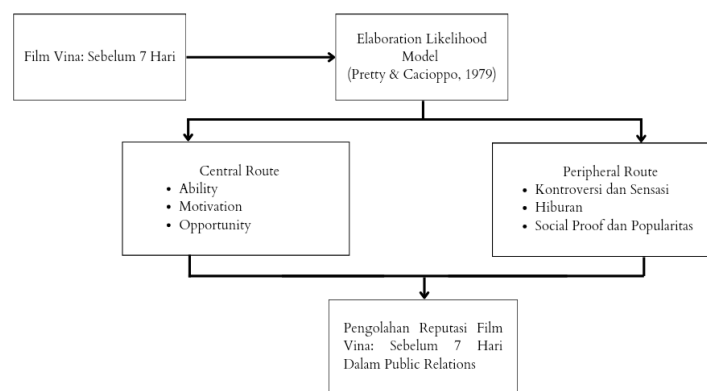 Film Vina: Sebelum 7 Hari
Elaboration Likelihood
Model
(Pretty & Cacioppo, 1979)
Central Route
• Ability
• Motivation
• Opportunity
Peripheral Route
• Kontroversi dan Sensasi
• Hiburan
• Social Proof dan Popularitas
Pengolahan Reputasi Film
Vina: Sebelum 7 Hari
Dalam Public Relations